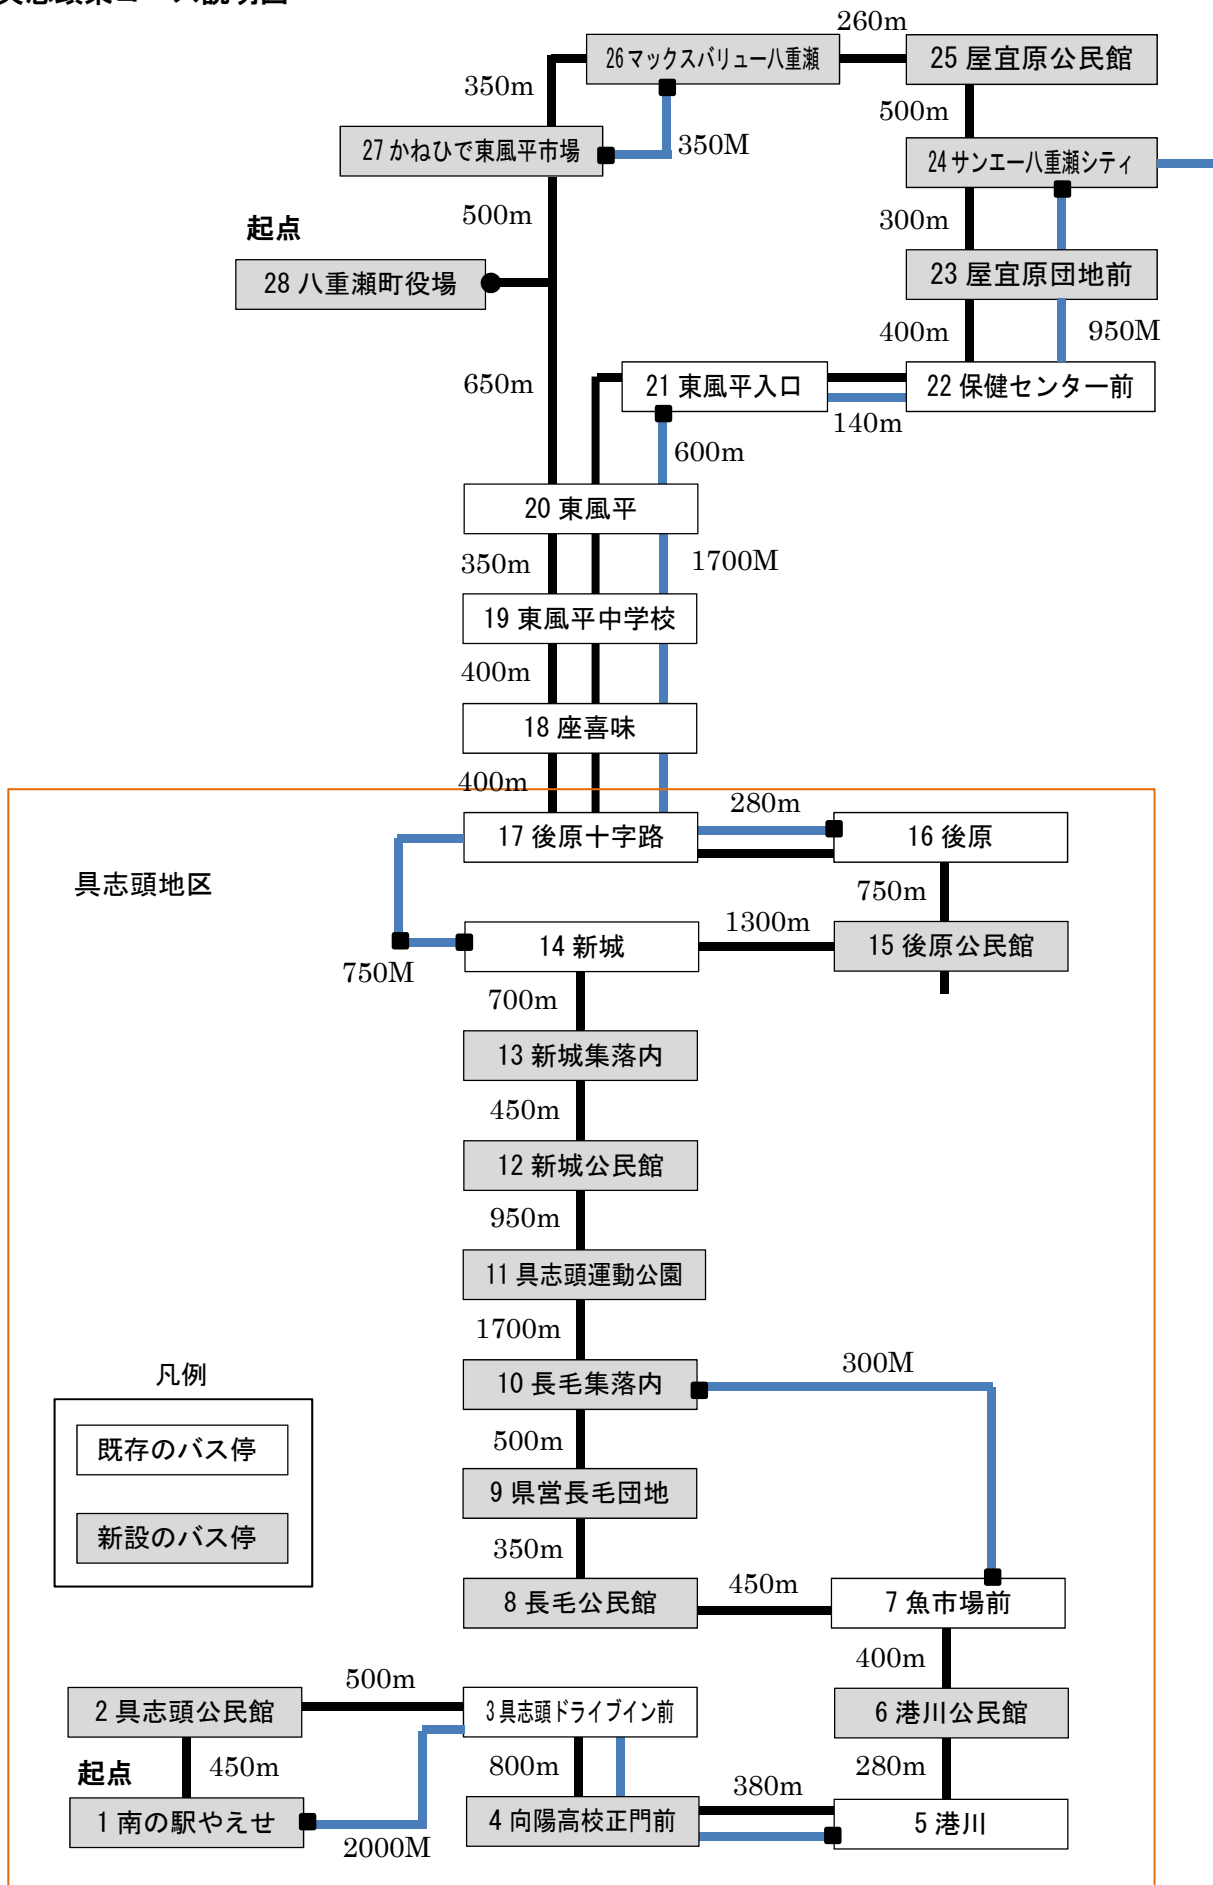 260m
26 マックスバリュー八重瀬
25 屋宜原公民館
350m
500m
27 かねひで東風平市場
350M
24 サンエー八重瀬シティ
500m
300m
起点
28 八重瀬町役場
23 屋宜原団地前
400m
950M
650m
21 東風平入口
22 保健センター前
140m
600m
20 東風平
350m
1700M
19 東風平中学校
400m
18 座喜味
400m
280m
17 後原十字路
16 後原
具志頭地区
750m
1300m
14 新城
15 後原公民館
750M
700m
13 新城集落内
450m
12 新城公民館
950m
11 具志頭運動公園
1700m
300M
凡例
10 長毛集落内
既存のバス停
500m
9 県営長毛団地
新設のバス停
350m
450m
8 長毛公民館
7 魚市場前
400m
500m
2 具志頭公民館
3 具志頭ドライブイン前
6 港川公民館
起点
450m
800m
280m
380m
1 南の駅やえせ
4 向陽高校正門前
5 港川
2000M